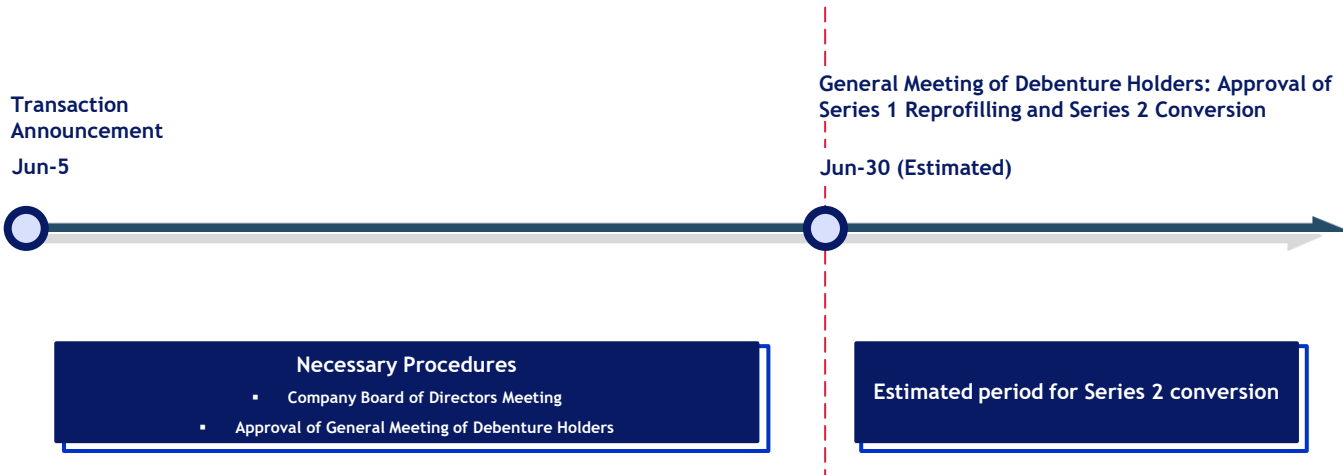 Transaction
Announcement
Jun-5
General Meeting of Debenture Holders: Approval of
Series 1 Reprofilling and Series 2 Conversion
Jun-30 (Estimated)
Necessary Procedures
▪ Company Board of Directors Meeting
▪ Approval of General Meeting of Debenture Holders
Estimated period for Series 2 conversion